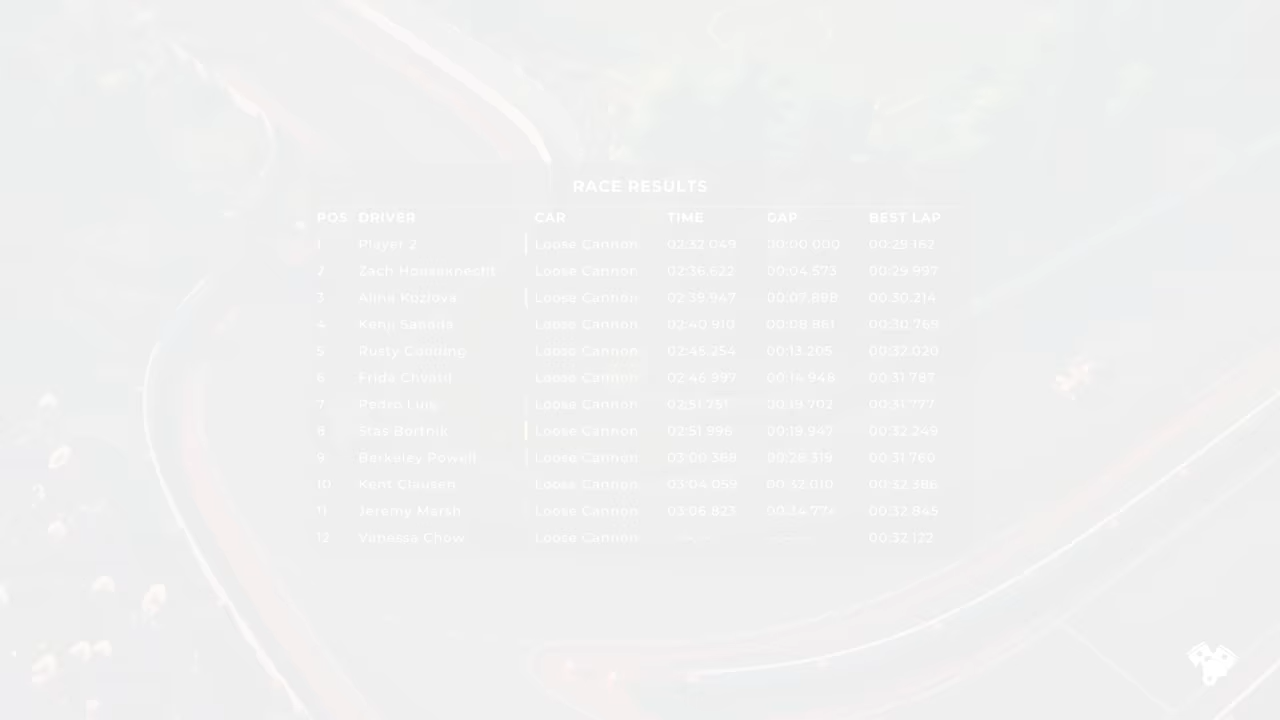 RACE RESULTS
POS DRIVER CAR TIME GAP BEST LAP
1 Player 2 Loose Cannon 02:32.049 00:00.000 00:29.162
2 Zach Houseknecht Loose Cannon 02:36.622 00:04.573 00:29.997
3 Alina Kozlova Loose Cannon 02:39.947 00:07.898 00:30.214
4 Kenji Loose Cannon 02:40.910 00:08.861 00:30.769
5 Rusty Loose Cannon 02:45.254 00:13.205 00:32.020
6 Frida Chvatil Loose Cannon 02:46.997 00:14.948 00:31.787
7 Pedro Luis Loose Cannon 02:51.751 00:19.702 00:31.777
8 Stas Bortnik Loose Cannon 02:51.996 00:19.947 00:32.249
9 Berkeley Powell Loose Cannon 03:00.368 00:28.319 00:31.760
10 Kent Clausen Loose Cannon 03:04.059 00:32.010 00:32.386
11 Jeremy Marsh Loose Cannon 03:06.823 00:34.774 00:32.845
12 Vanessa Chow Loose Cannon 00:32.122